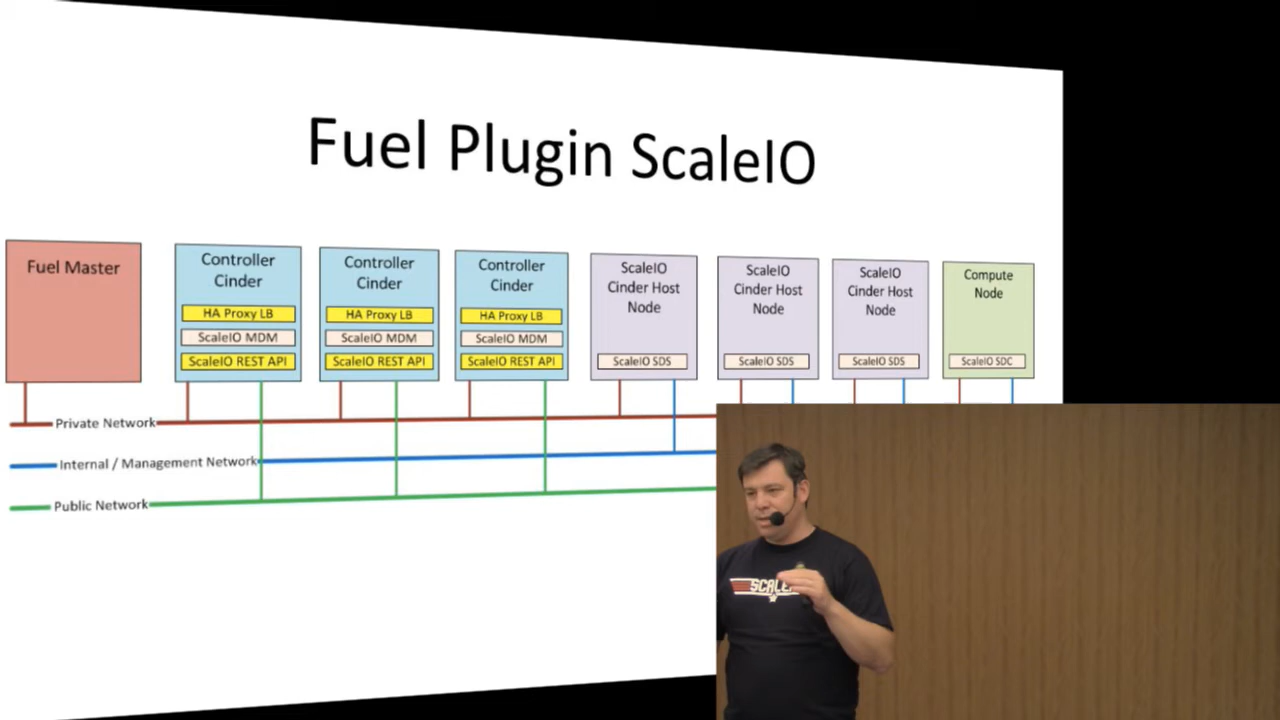 Fuel Plugin ScaleIO
Fuel Master
Controller
Cinder
HA Proxy LB
ScaleIO MDM
ScaleIO REST API
Controller
Cinder
HA Proxy LB
ScaleIO MDM
ScaleIO REST API
Controller
Cinder
HA Proxy LB
ScaleIO MDM
ScaleIO REST API
ScaleIO
Cinder Host
Node
ScaleIO SDS
ScaleIO
Cinder Host
Node
ScaleIO SDS
ScaleIO
Cinder Host
Node
ScaleIO SDS
Compute
Node
ScaleIO SDC
Private Network
Internal / Management Network
Public Network